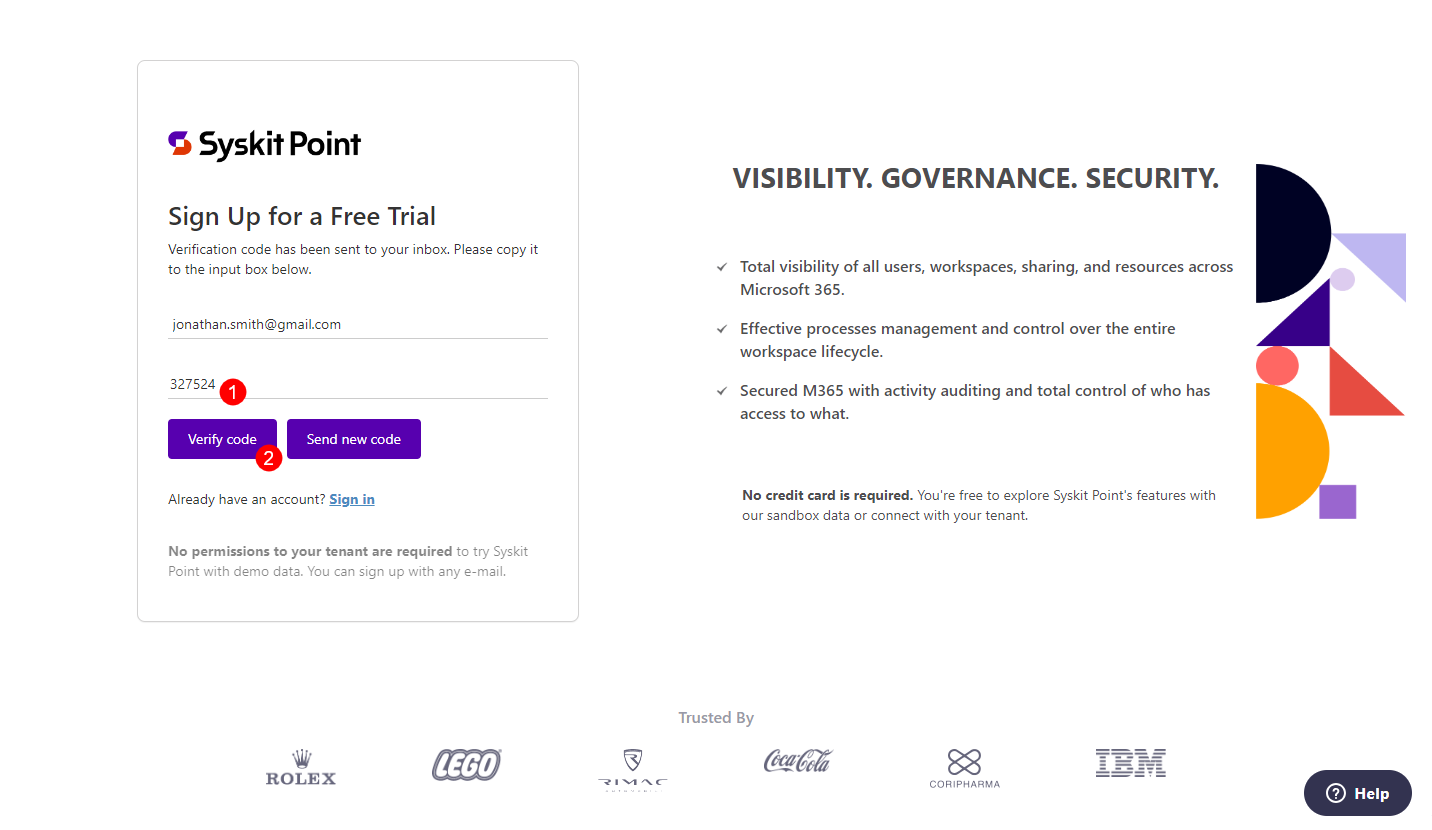 Syskit Point
Sign Up for a Free Trial
Verification code has been sent to your inbox. Please copy it
to the input box below.
jonathan.smith@gmail.com
327524
1
Verify code
Send new code
2
Already have an account? Sign in
No permissions to your tenant are required to try Syskit
Point with demo data. You can sign up with any e-mail.
VISIBILITY. GOVERNANCE. SECURITY.
Total visibility of all users, workspaces, sharing, and resources across
Microsoft 365.
Effective processes management and control over the entire
workspace lifecycle.
Secured M365 with activity auditing and total control of who has
access to what.
No credit card is required. You're free to explore Syskit Point's features with
our sandbox data or connect with your tenant.
Trusted By
ROLEX
LEGO
RIMAC
Coca-Cola
CORIPHARMA
IBM
Help